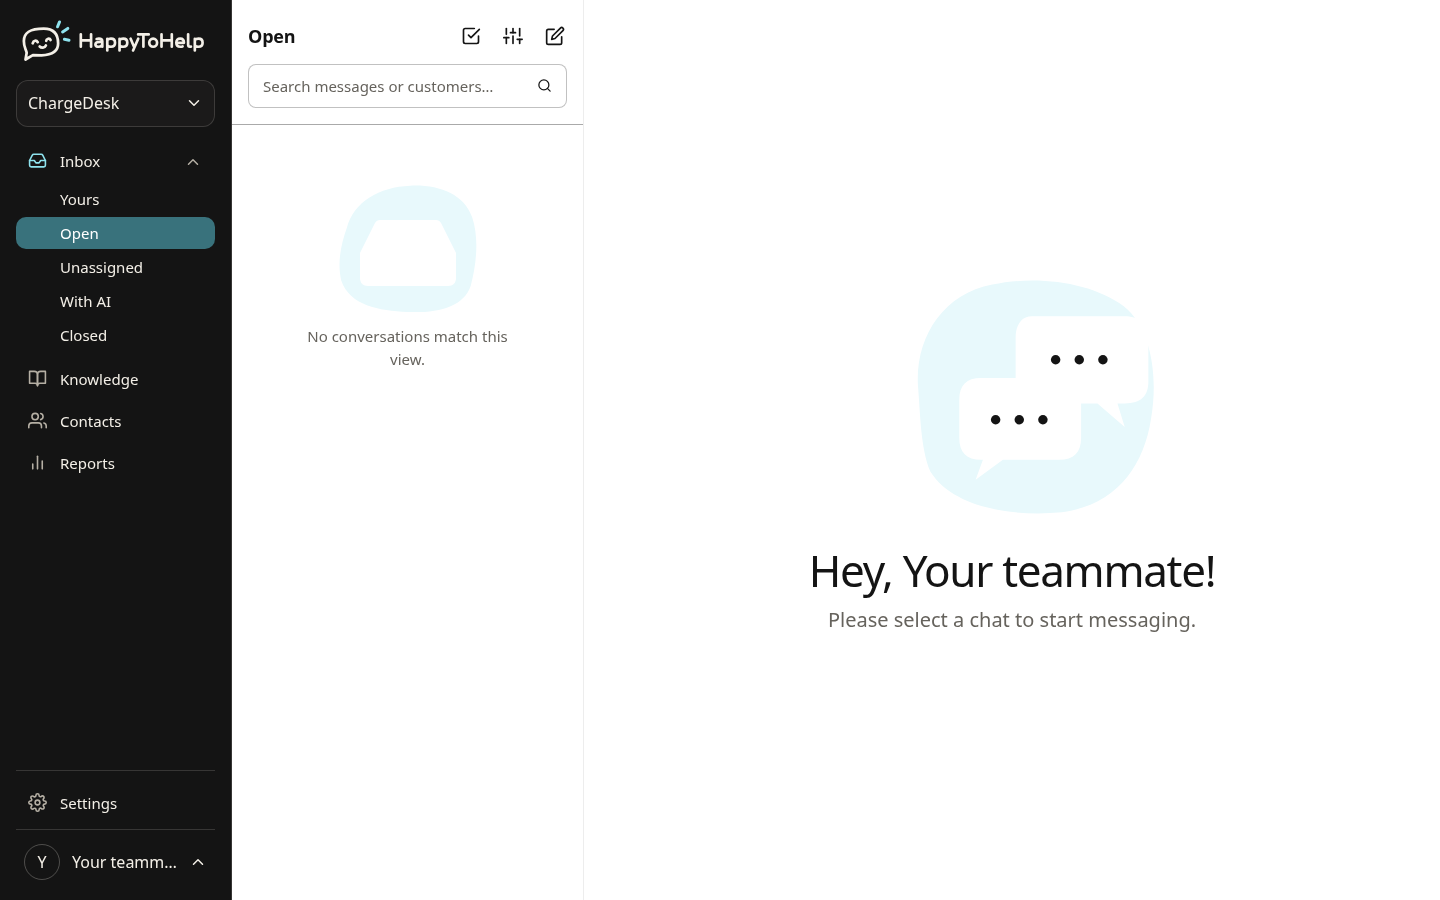 HappyToHelp
ChargeDesk
Inbox
Yours
Open
Unassigned
With AI
Closed
Knowledge
Contacts
Reports
Settings
Y
Your teamm...
Open
Search messages or customers...
No conversations match this
view.
Hey, Your teammate!
Please select a chat to start messaging.